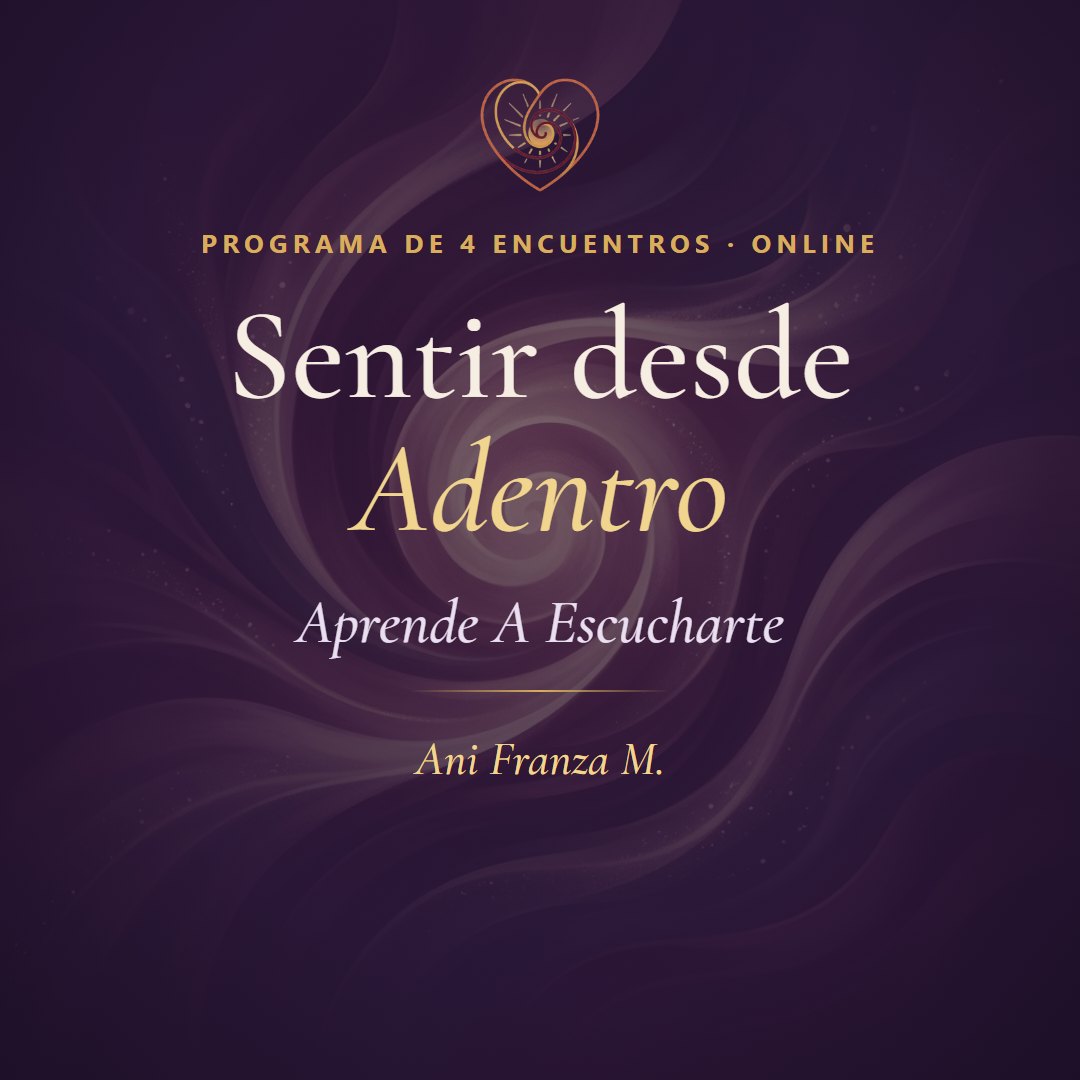 PROGRAMA DE 4 ENCUENTROS · ONLINE
Sentir desde
Adentro
Aprende A Escucharte
Ani Franza M.